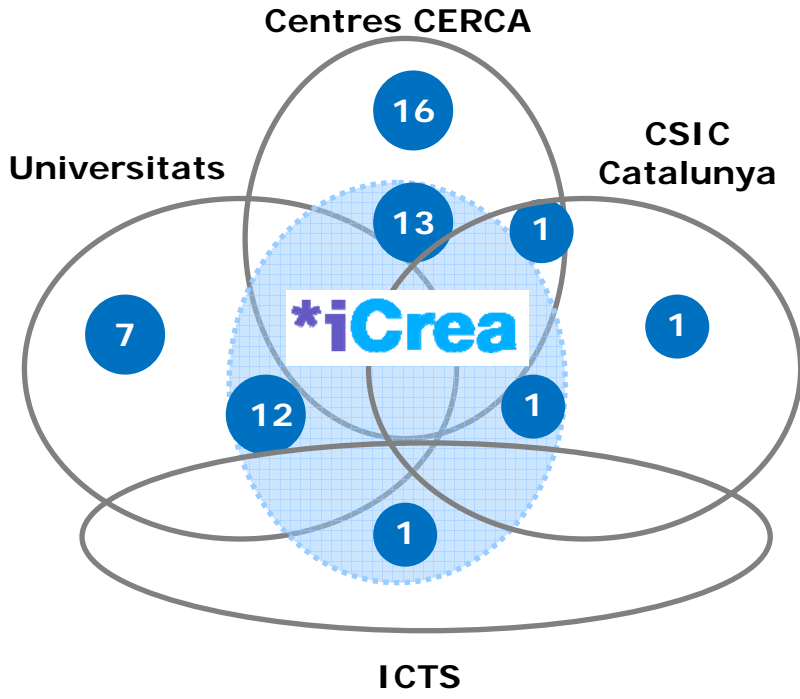 Centres CERCA
16
CSIC
Catalunya
Universitats
13
1
*iCrea
7
1
12
1
1
ICTS